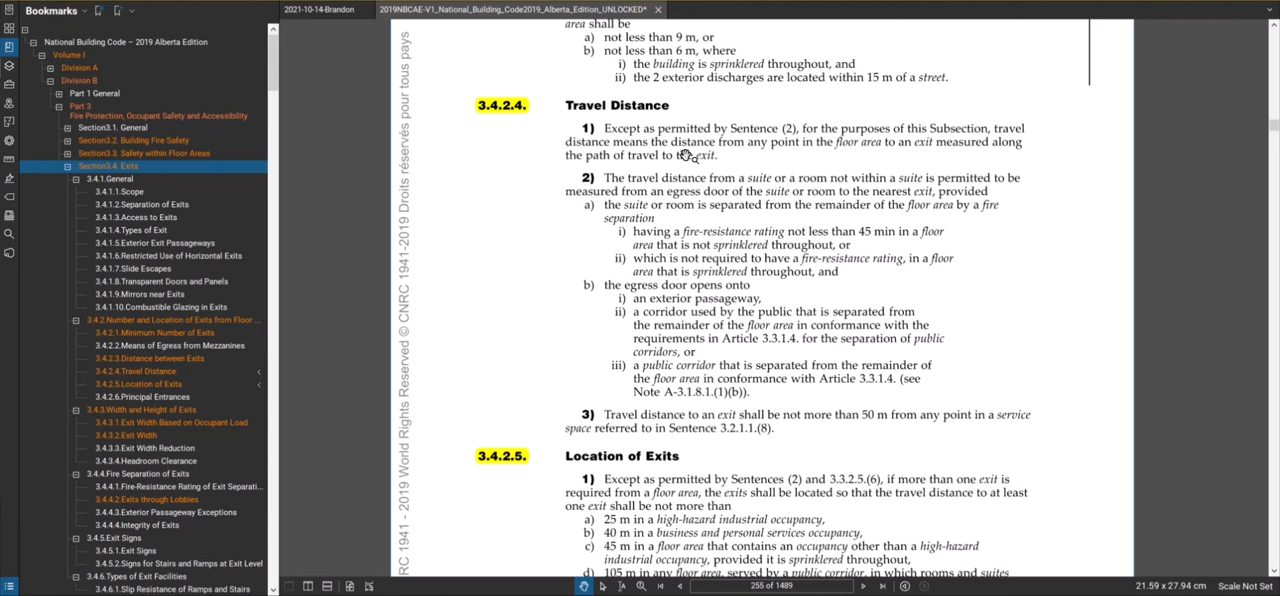 Bookmarks
2021-10-14-Brandon
2019NBCAE-V1_National_Building_Code2019_Alberta_Edition_UNLOCKED*
National Building Code – 2019 Alberta Edition
Volume I
Division A
Division B
Part 1 General
Part 3
Fire Protection, Occupant Safety and Accessibility
Section3.1. General
Section3.2. Building Fire Safety
Section3.3. Safety within Floor Areas
Section3.4. Exits
3.4.1.General
3.4.1.1.Scope
3.4.1.2.Separation of Exits
3.4.1.3.Access to Exits
3.4.1.4.Types of Exit
3.4.1.5.Exterior Exit Passageways
3.4.1.6.Restricted Use of Horizontal Exits
3.4.1.7.Slide Escapes
3.4.1.8.Transparent Doors and Panels
3.4.1.9.Mirrors near Exits
3.4.1.10.Combustible Glazing in Exits
3.4.2.Number and Location of Exits from Floor ...
3.4.2.1.Minimum Number of Exits
3.4.2.2.Means of Egress from Mezzanines
3.4.2.3.Distance between Exits
3.4.2.4.Travel Distance
3.4.2.5.Location of Exits
3.4.2.6.Principal Entrances
3.4.3.Width and Height of Exits
3.4.3.1.Exit Width Based on Occupant Load
3.4.3.2.Exit Width
3.4.3.3.Exit Width Reduction
3.4.3.4.Headroom Clearance
3.4.4.Fire Separation of Exits
3.4.4.1.Fire-Resistance Rating of Exit Separati...
3.4.4.2.Exits through Lobbies
3.4.4.3.Exterior Passageway Exceptions
3.4.4.4.Integrity of Exits
3.4.5.Exit Signs
3.4.5.1.Exit Signs
3.4.5.2.Signs for Stairs and Ramps at Exit Level
3.4.6.Types of Exit Facilities
3.4.6.1.Slip Resistance of Ramps and Stairs
RC 1941 - 2019 World Rights Reserved © CNRC 1941-2019 Droits réservés pour tous pays
area shall be
a) not less than 9 m, or
b) not less than 6 m, where
i) the building is sprinklered throughout, and
ii) the 2 exterior discharges are located within 15 m of a street.
3.4.2.4. Travel Distance
1) Except as permitted by Sentence (2), for the purposes of this Subsection, travel
distance means the distance from any point in the floor area to an exit measured along
the path of travel to the exit.
2) The travel distance from a suite or a room not within a suite is permitted to be
measured from an egress door of the suite or room to the nearest exit, provided
a) the suite or room is separated from the remainder of the floor area by a fire
separation
i) having a fire-resistance rating not less than 45 min in a floor
area that is not sprinklered throughout, or
ii) which is not required to have a fire-resistance rating, in a floor
area that is sprinklered throughout, and
b) the egress door opens onto
i) an exterior passageway,
ii) a corridor used by the public that is separated from
the remainder of the floor area in conformance with the
requirements in Article 3.3.1.4. for the separation of public
corridors, or
iii) a public corridor that is separated from the remainder of
the floor area in conformance with Article 3.3.1.4. (see
Note A-3.1.8.1.(1)(b)).
3) Travel distance to an exit shall be not more than 50 m from any point in a service
space referred to in Sentence 3.2.1.1.(8).
3.4.2.5. Location of Exits
1) Except as permitted by Sentences (2) and 3.3.2.5.(6), if more than one exit is
required from a floor area, the exits shall be located so that the travel distance to at least
one exit shall be not more than
a) 25 m in a high-hazard industrial occupancy,
b) 40 m in a business and personal services occupancy,
c) 45 m in a floor area that contains an occupancy other than a high-hazard
industrial occupancy, provided it is sprinklered throughout,
d) 105 m in any floor area, served by a public corridor, in which rooms and suites
255 of 1489
21.59 x 27.94 cm
Scale Not Set